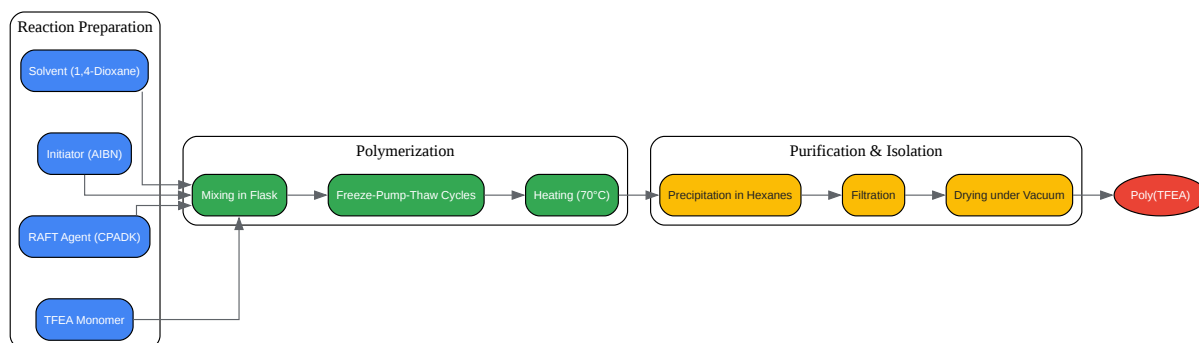 Reaction Preparation
Solvent (1,4-Dioxane)
Initiator (AIBN)
RAFT Agent (CPADK)
TFEA Monomer
Polymerization
Mixing in Flask
Freeze-Pump-Thaw Cycles
Heating (70°C)
Purification & Isolation
Precipitation in Hexanes
Filtration
Drying under Vacuum
Poly(TFEA)